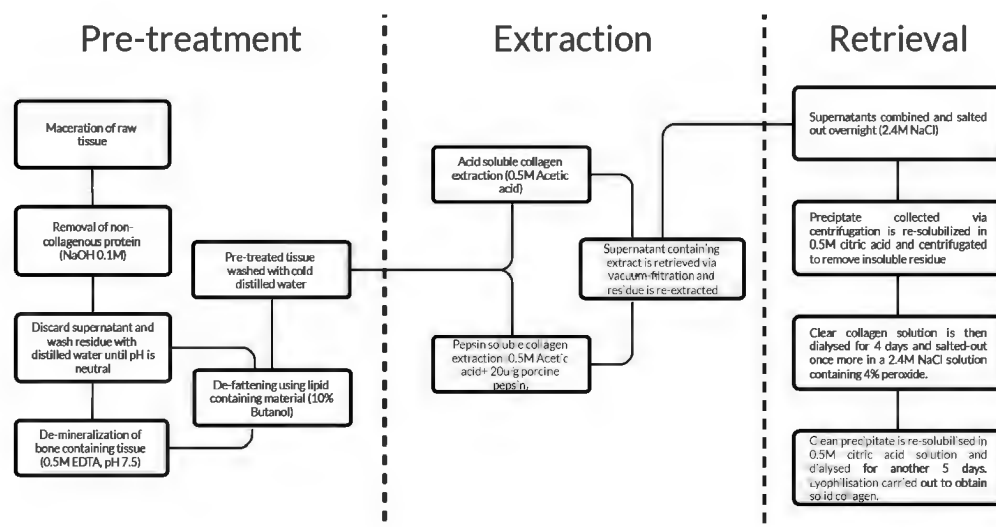 Pre-treatment
Extraction
Retrieval
Maceration of raw
tissue
Removal of non-
collagenous protein
(NaOH 0.1M)
Discard supernatant and
wash residue with
distilled water until pH is
neutral
De-mineralization of
bone containing tissue
(0.5M EDTA, pH 7.5)
Pre-treated tissue
washed with cold
distilled water
De-fattening using lipid
containing material (10%
Butanol)
Acid soluble collagen
extraction (0.5M Acetic
acid)
Pepsin soluble collagen
extraction (0.5M Acetic
acid+ porcine
pepsin)
Supernatant containing
extract is retrieved via
vacuum-filtration and
residue is re-extracted
Supernatants combined and salted
out overnight (2.4M NaCl)
Preciptate collected via
centrifugation is re-solubilized in
0.5M citric acid and centrifugated
to remove insoluble residue
Clear collagen solution is then
dialysed for 4 days and salted-out
once more in a 2.4M NaCl solution
containing 4% peroxide.
Clean precipitate is re-solubilised in
0.5M citric acid solution and
dialysed for another 5 days.
Lyophilisation carried out to obtain
solid collagen.